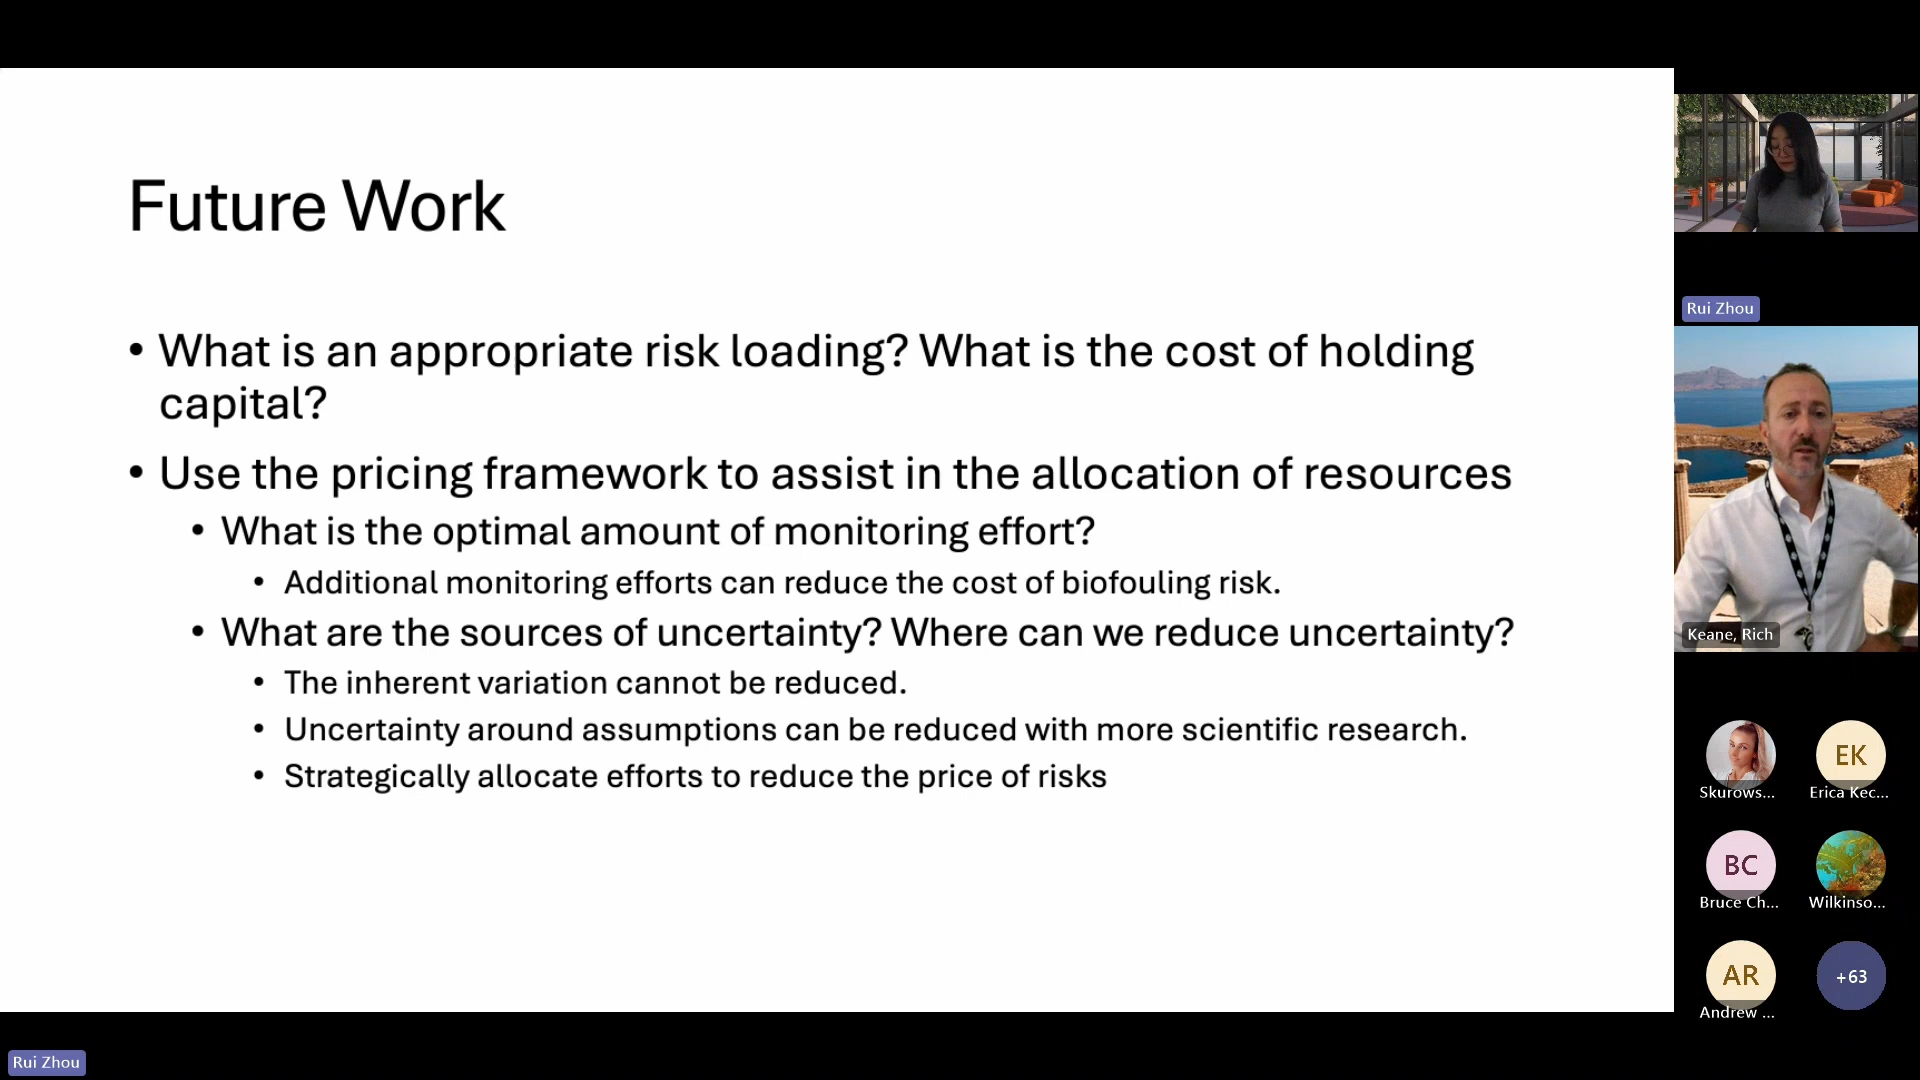 Future Work
• What is an appropriate risk loading? What is the cost of holding
capital?
• Use the pricing framework to assist in the allocation of resources
• What is the optimal amount of monitoring effort?
• Additional monitoring efforts can reduce the cost of biofouling risk.
• What are the sources of uncertainty? Where can we reduce uncertainty?
• The inherent variation cannot be reduced.
• Uncertainty around assumptions can be reduced with more scientific research.
• Strategically allocate efforts to reduce the price of risks
Rui Zhou
Keane, Rich
Skurows...
EK
Erica Kec...
BC
Bruce Ch...
Wilkinso...
AR
Andrew ...
+63
Rui Zhou